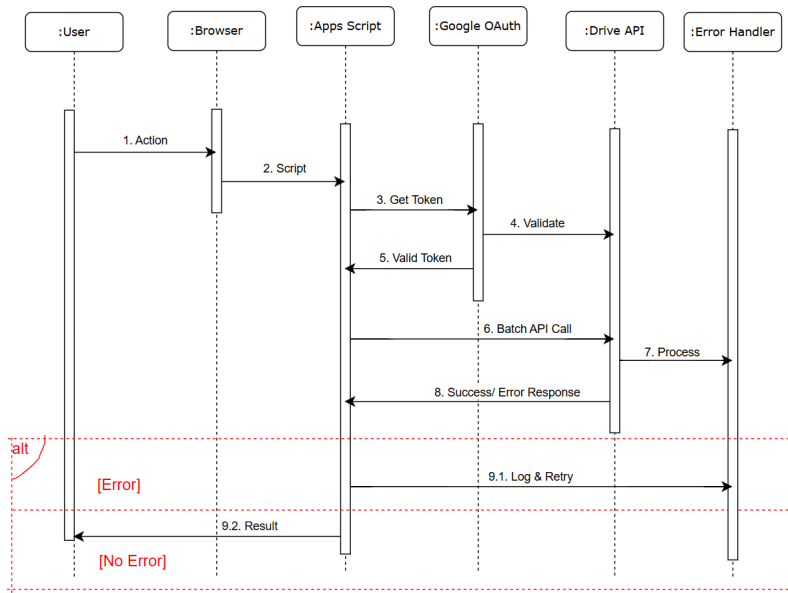 :User
:Browser
:Apps Script
:Google OAuth
:Drive API
:Error Handler
1. Action
2. Script
3. Get Token
4. Validate
5. Valid Token
6. Batch API Call
7. Process
8. Success/ Error Response
alt
[Error]
9.1. Log & Retry
9.2. Result
[No Error]